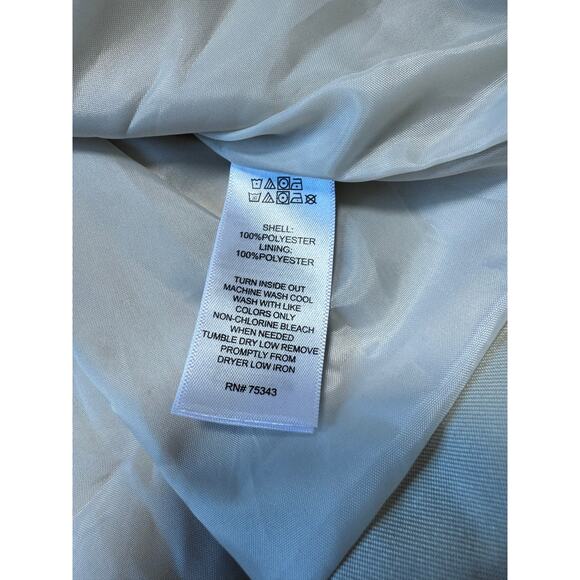 SHELL:
100%POLYESTER
LINING:
100%POLYESTER
TURN INSIDE OUT
MACHINE WASH COOL
WASH WITH LIKE
COLORS ONLY
NON-CHLORINE BLEACH
WHEN NEEDED
TUMBLE DRY LOW REMOVE
PROMPTLY FROM
DRYER LOW IRON
RN# 75343